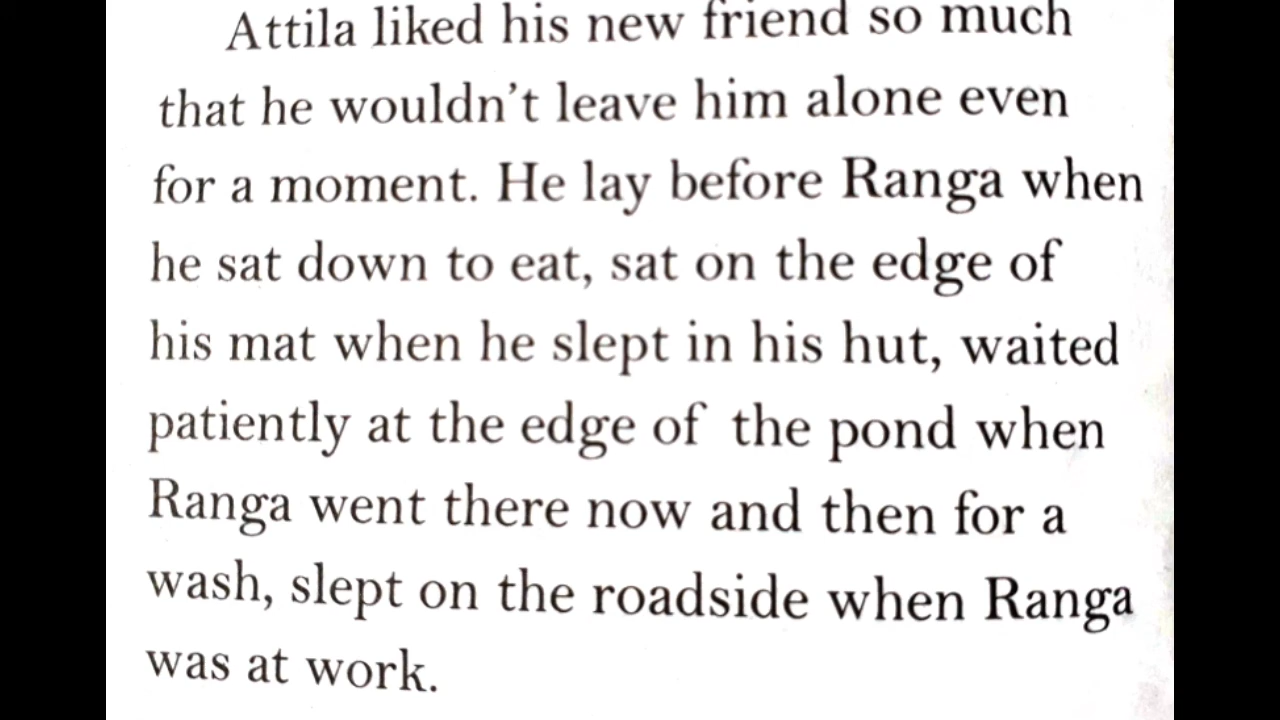 Attila liked his new friend so much
that he wouldn't leave him alone even
for a moment. He lay before Ranga when
he sat down to eat, sat on the edge of
his mat when he slept in his hut, waited
patiently at the edge of the pond when
Ranga went there now and then for a
wash, slept on the roadside when Ranga
was at work.